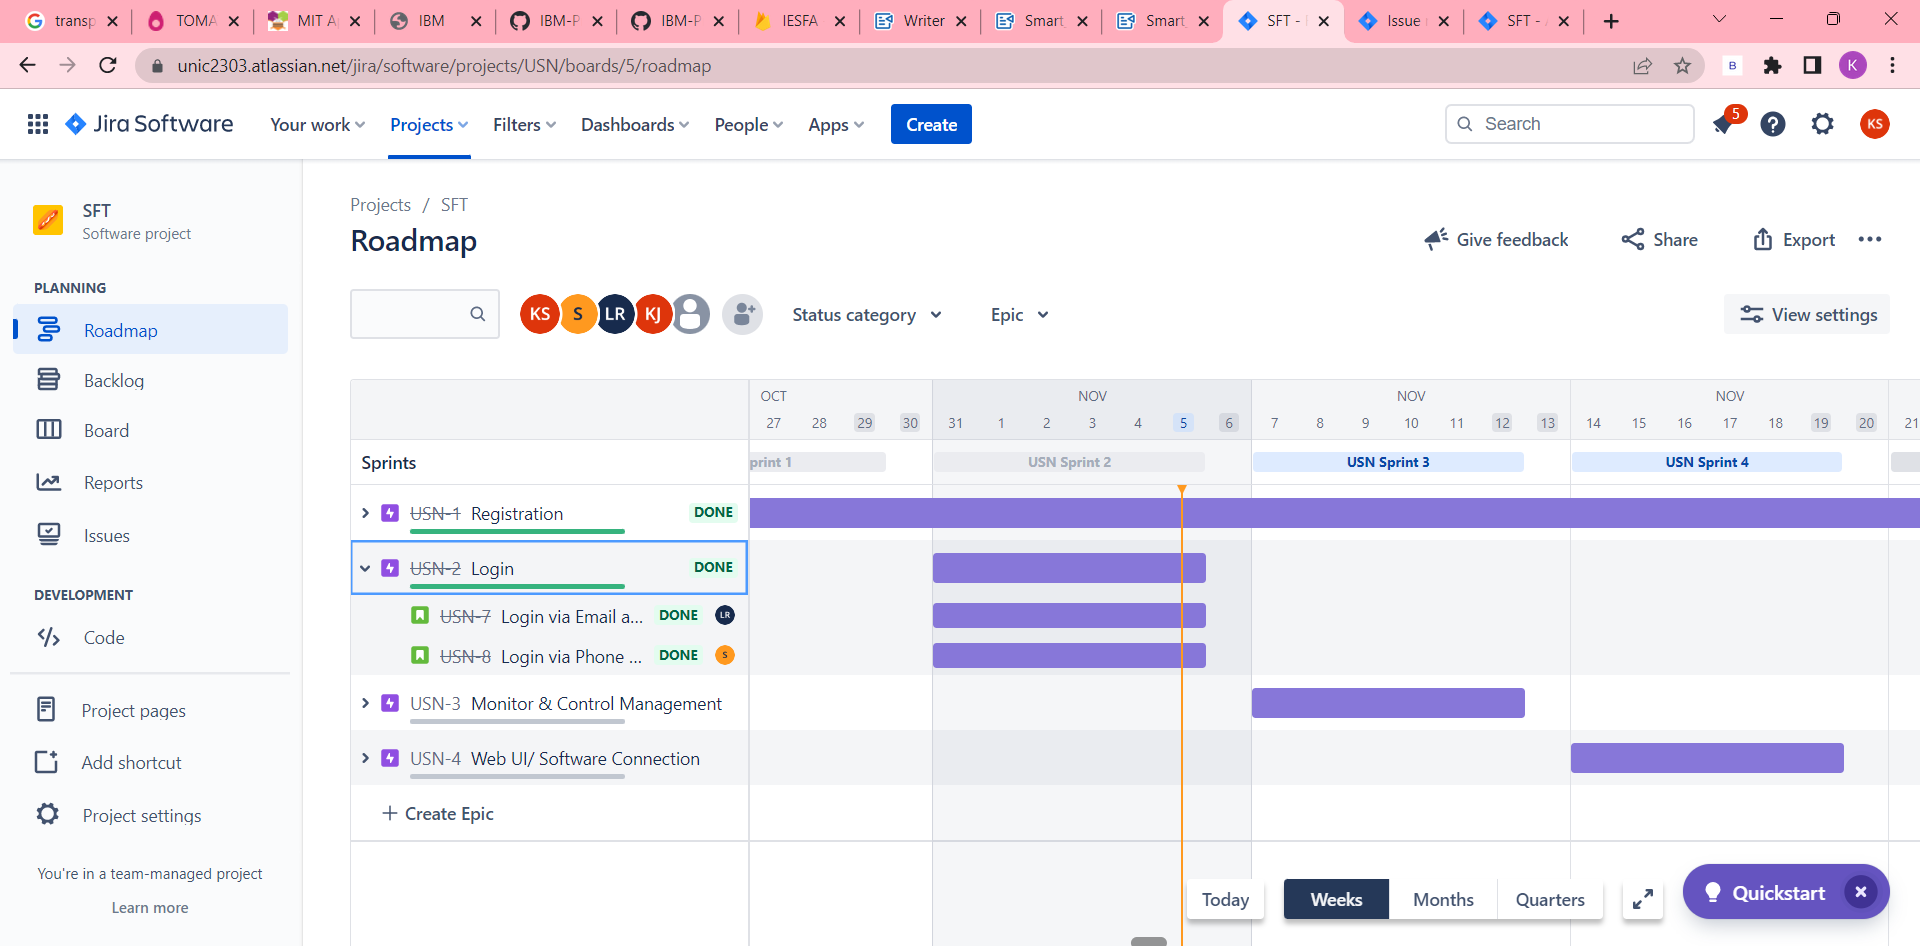 transp
TOMA
MIT A
IBM
IBM-P
IBM-P
IESFA
Writer
Smart
Smart
SFT -
Issue
SFT -
unic2303.atlassian.net/jira/software/projects/USN/boards/5/roadmap
B
K
Jira Software
Your work
Projects
Filters
Dashboards
People
Apps
Create
Search
5
KS
SFT
Software project
PLANNING
Roadmap
Backlog
Board
Reports
Issues
DEVELOPMENT
Code
Project pages
Add shortcut
Project settings
You're in a team-managed project
Learn more
Projects / SFT
Roadmap
Give feedback
Share
Export
KS S LR KJ
Status category
Epic
View settings
OCT NOV NOV NOV
27 28 29 30 31 1 2 3 4 5 6 7 8 9 10 11 12 13 14 15 16 17 18 19 20 21
Sprints
print 1 USN Sprint 2 USN Sprint 3 USN Sprint 4
USN-1 Registration DONE
USN-2 Login DONE
USN-7 Login via Email a... DONE LR
USN-8 Login via Phone ... DONE S
USN-3 Monitor & Control Management
USN-4 Web UI/ Software Connection
+ Create Epic
Today
Weeks
Months
Quarters
Quickstart